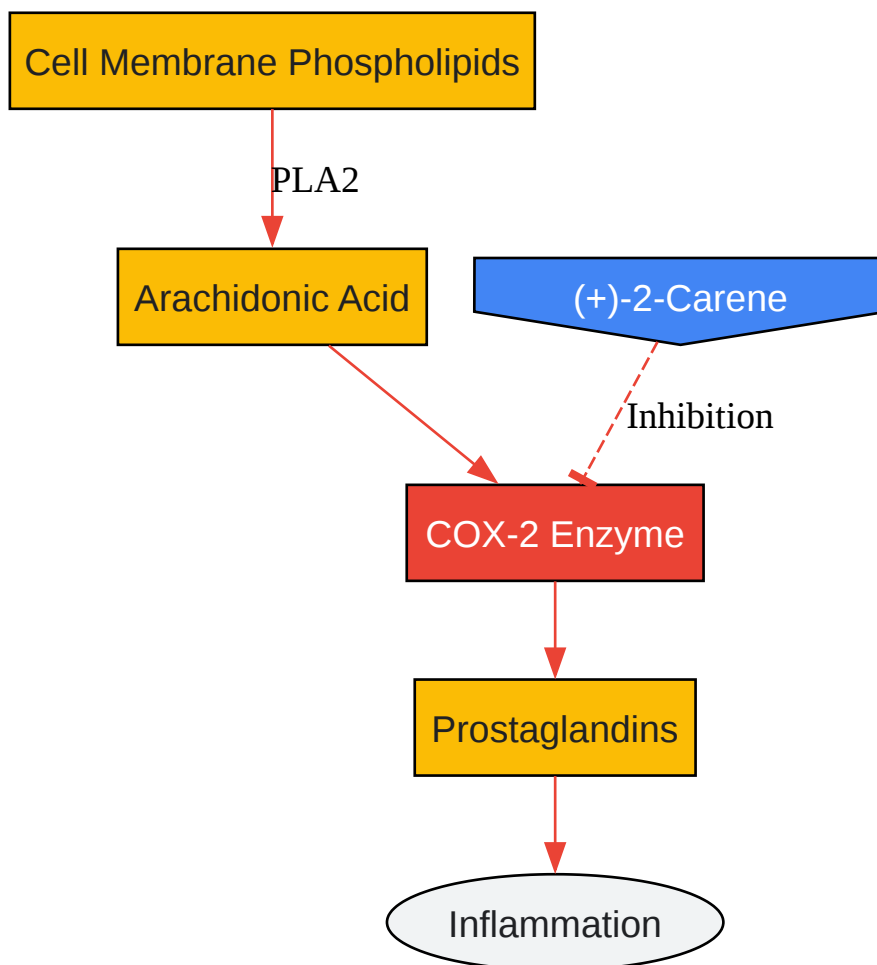 Cell Membrane Phospholipids
PLA2
Arachidonic Acid
(+)-2-Carene
Inhibition
COX-2 Enzyme
Prostaglandins
Inflammation